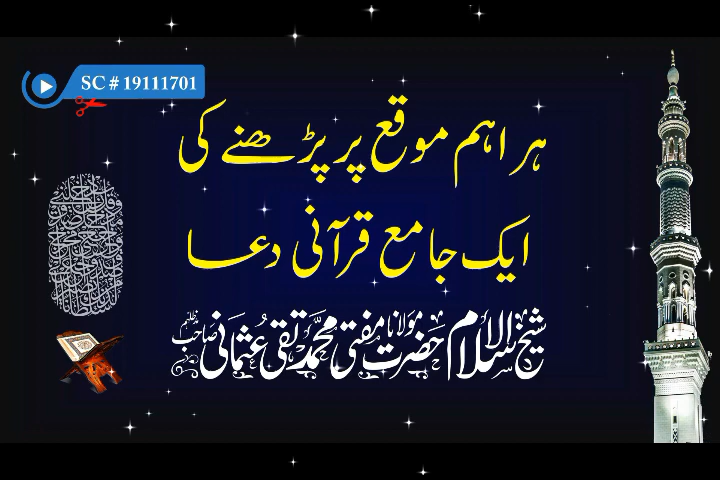 SC # 19111701
ہر اہم موقع پر پڑھنے کی
ایک جامع قرآنی دعا
شیخ الاسلام حضرت مولانا مفتی محمد تقی عثمانی صاحب